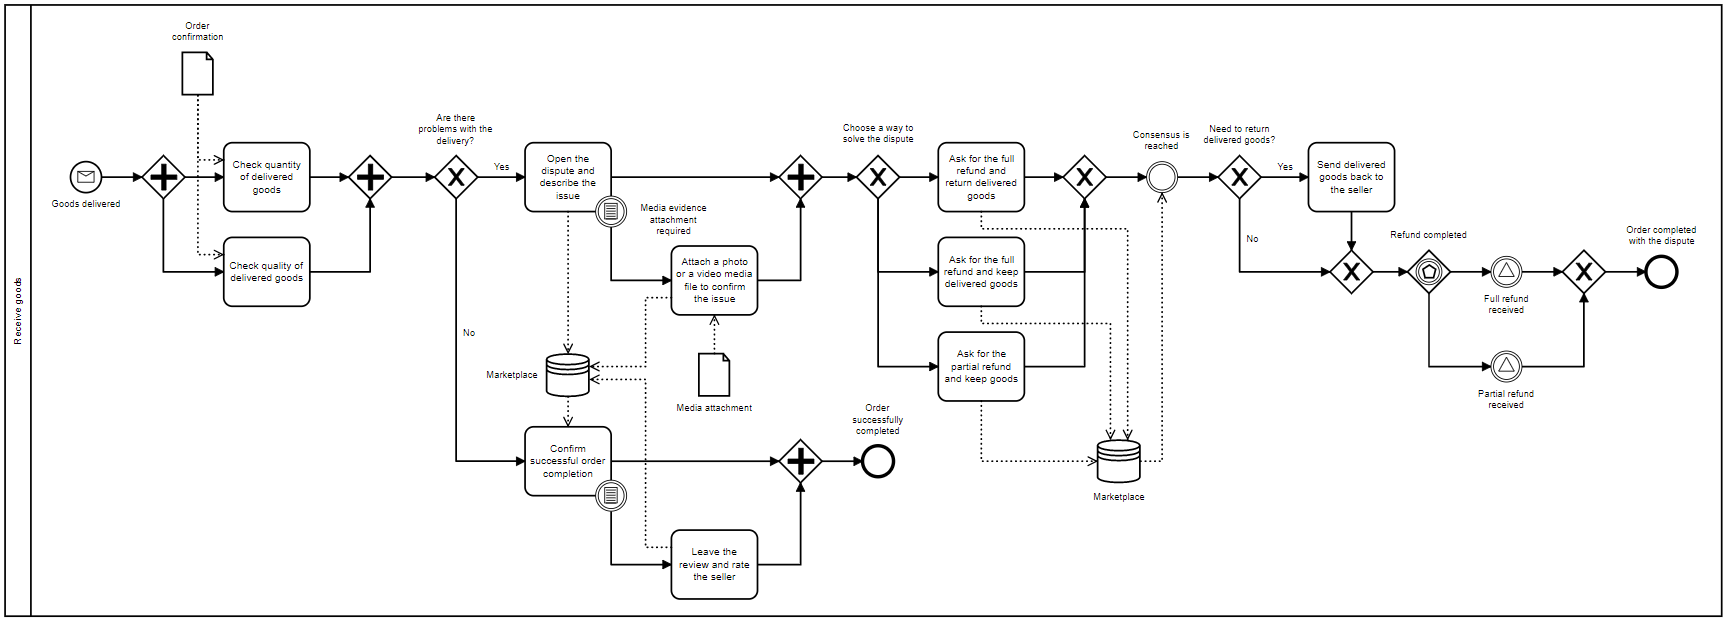 Receive goods
Order
confirmation
Goods delivered
Check quantity
of delivered
goods
Check quality of
delivered goods
Are there
problems with the
delivery?
Yes
No
Open the
dispute and
describe the
issue
Media evidence
attachment
required
Attach a photo
or a video media
file to confirm
the issue
Marketplace
Media attachment
Confirm
successful order
completion
Leave the
review and rate
the seller
Order
successfully
completed
Choose a way to
solve the dispute
Ask for the full
refund and
return delivered
goods
Ask for the full
refund and keep
delivered goods
Ask for the
partial refund
and keep goods
Marketplace
Consensus is
reached
Need to return
delivered goods?
Yes
No
Send delivered
goods back to
the seller
Refund completed
Full refund
received
Partial refund
received
Order completed
with the dispute